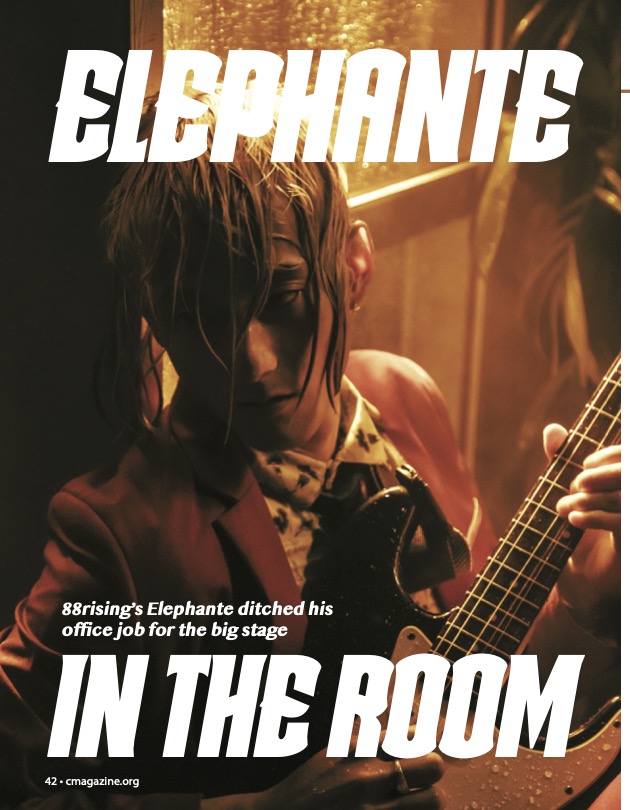 ELEPHANTE
88rising's Elephante ditched his
office job for the big stage
IN THE ROOM
42 • cmagazine.org